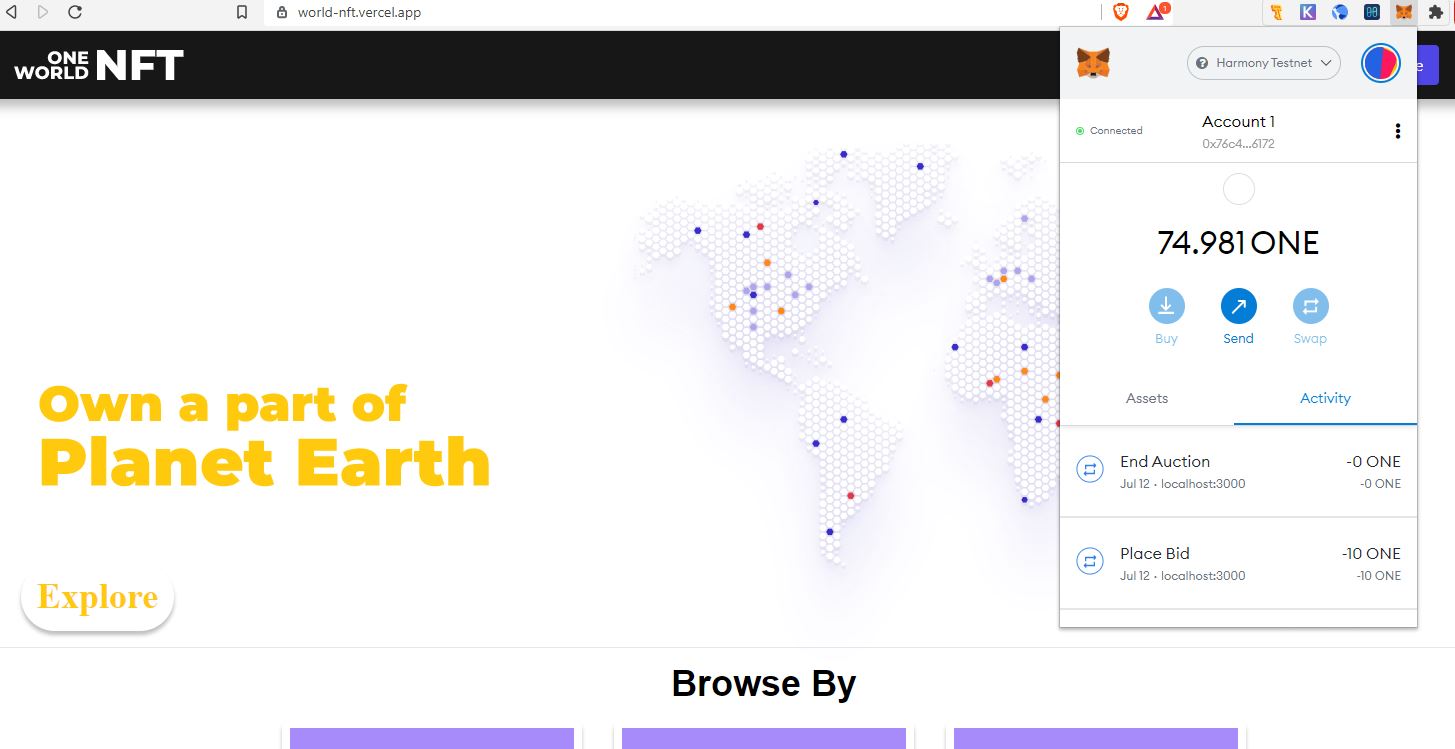 world-nft.vercel.app
1
ONE
WORLD NFT
Harmony Testnet
e
Connected
Account 1
0x76c4...6172
74.981 ONE
Buy
Send
Swap
Assets
Activity
End Auction
-0 ONE
Jul 12 · localhost:3000
-0 ONE
Place Bid
-10 ONE
Jul 12 · localhost:3000
-10 ONE
Own a part of
Planet Earth
Explore
Browse By